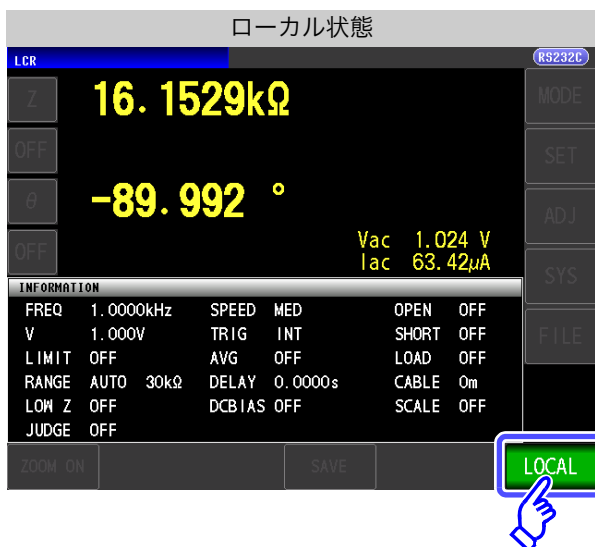 ローカル状態
LCR RS232C
Z 16.1529kΩ MODE
OFF SET
θ -89.992 ° ADJ
OFF Vac 1.024 V
Iac 63.42μA SYS
INFORMATION
FREQ 1.0000kHz SPEED MED OPEN OFF
V 1.000V TRIG INT SHORT OFF FILE
LIMIT OFF AVG OFF LOAD OFF
RANGE AUTO 30kΩ DELAY 0.0000s CABLE 0m
LOW Z OFF DCBIAS OFF SCALE OFF
JUDGE OFF
ZOOM ON SAVE LOCAL